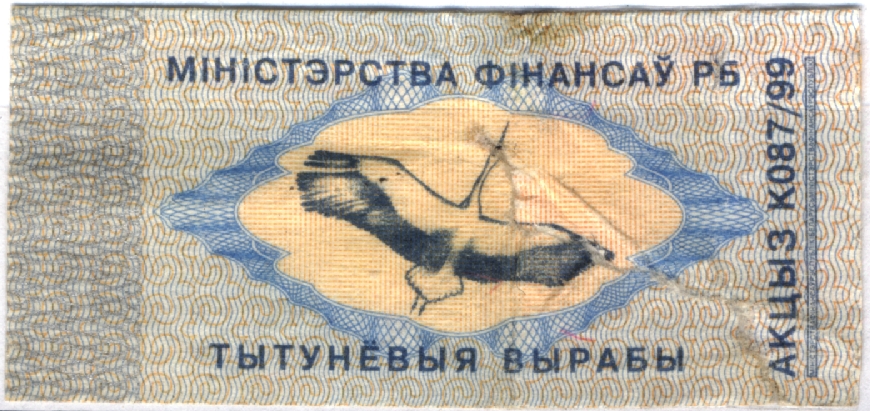 МІНІСТЭРСТВА ФІНАНСАЎ РБ
ТЫТУНЁВЫЯ ВЫРАБЫ
АКЦЫЗ К087/99